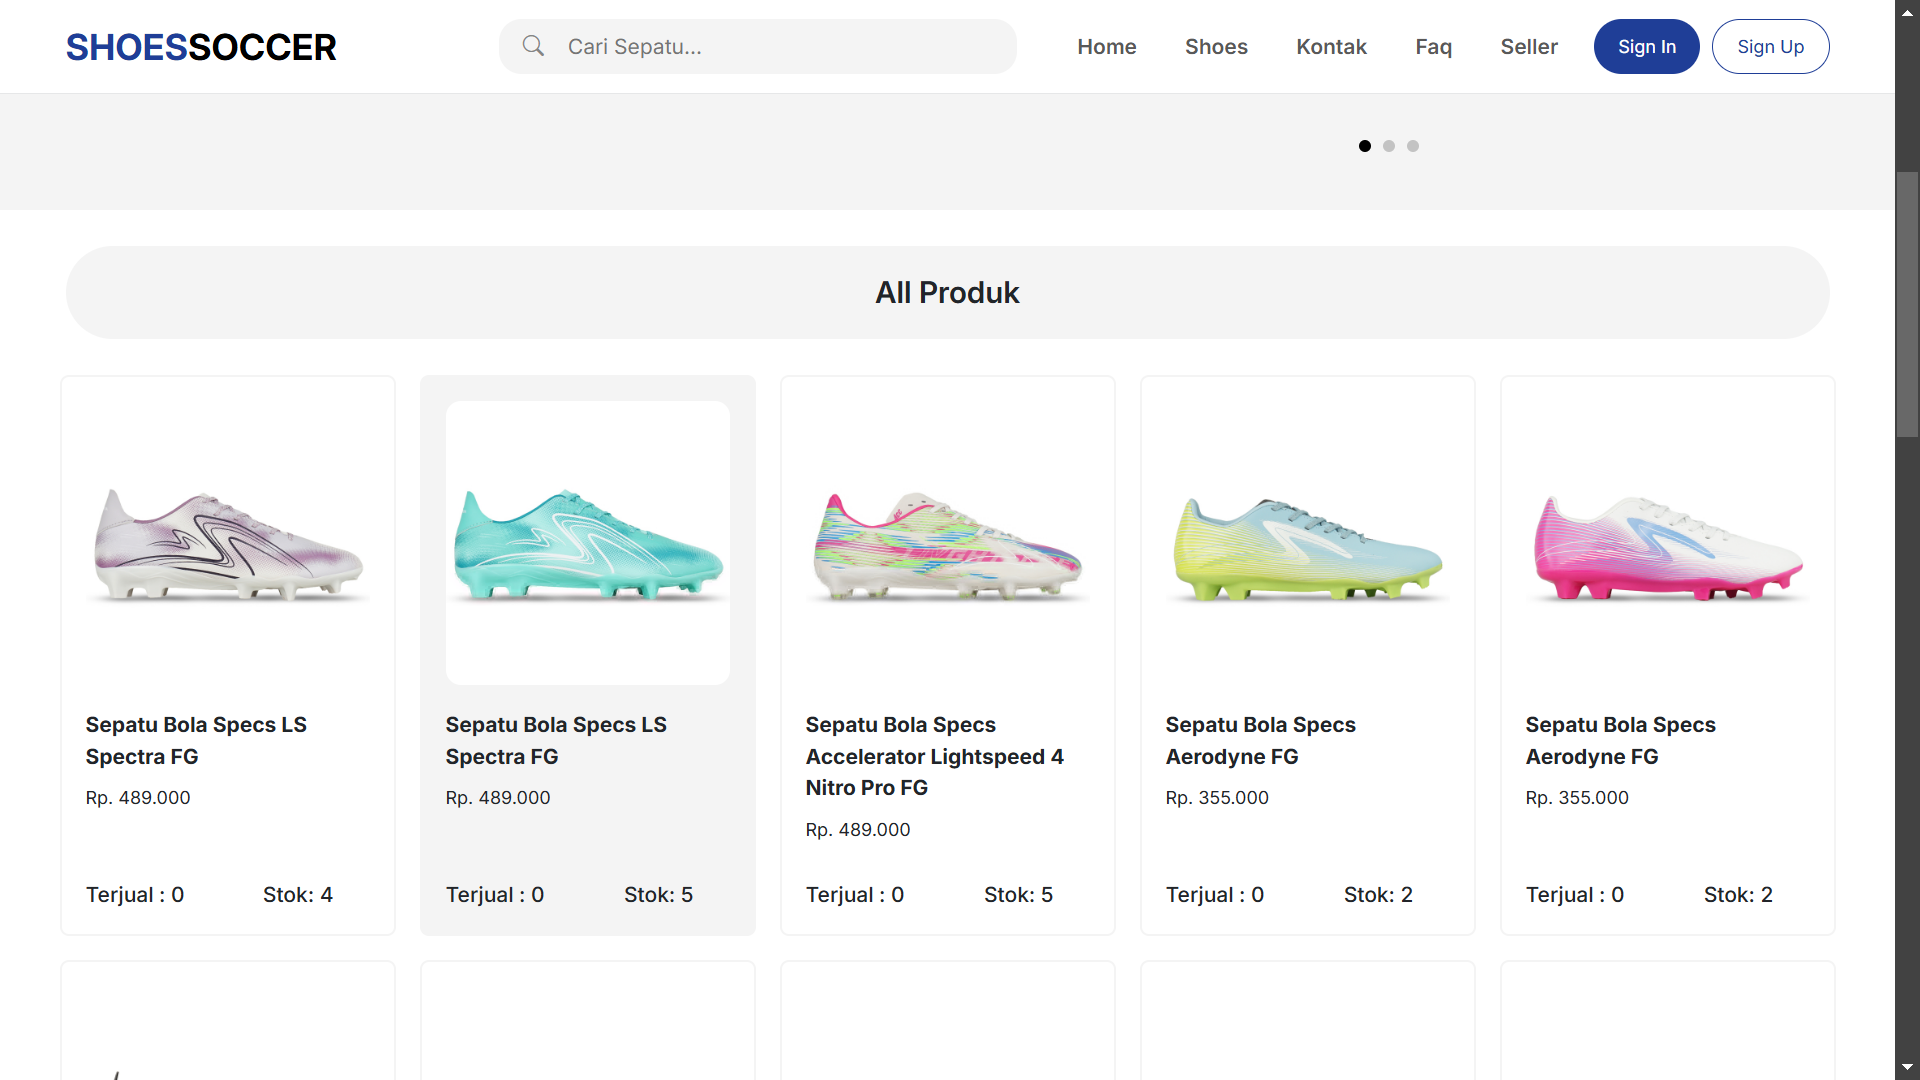 SHOESSOCCER
Cari Sepatu...
Home
Shoes
Kontak
Faq
Seller
Sign In
Sign Up
All Produk
Sepatu Bola Specs LS
Spectra FG
Rp. 489.000
Terjual : 0
Stok: 4
Sepatu Bola Specs LS
Spectra FG
Rp. 489.000
Terjual : 0
Stok: 5
Sepatu Bola Specs
Accelerator Lightspeed 4
Nitro Pro FG
Rp. 489.000
Terjual : 0
Stok: 5
Sepatu Bola Specs
Aerodyne FG
Rp. 355.000
Terjual : 0
Stok: 2
Sepatu Bola Specs
Aerodyne FG
Rp. 355.000
Terjual : 0
Stok: 2